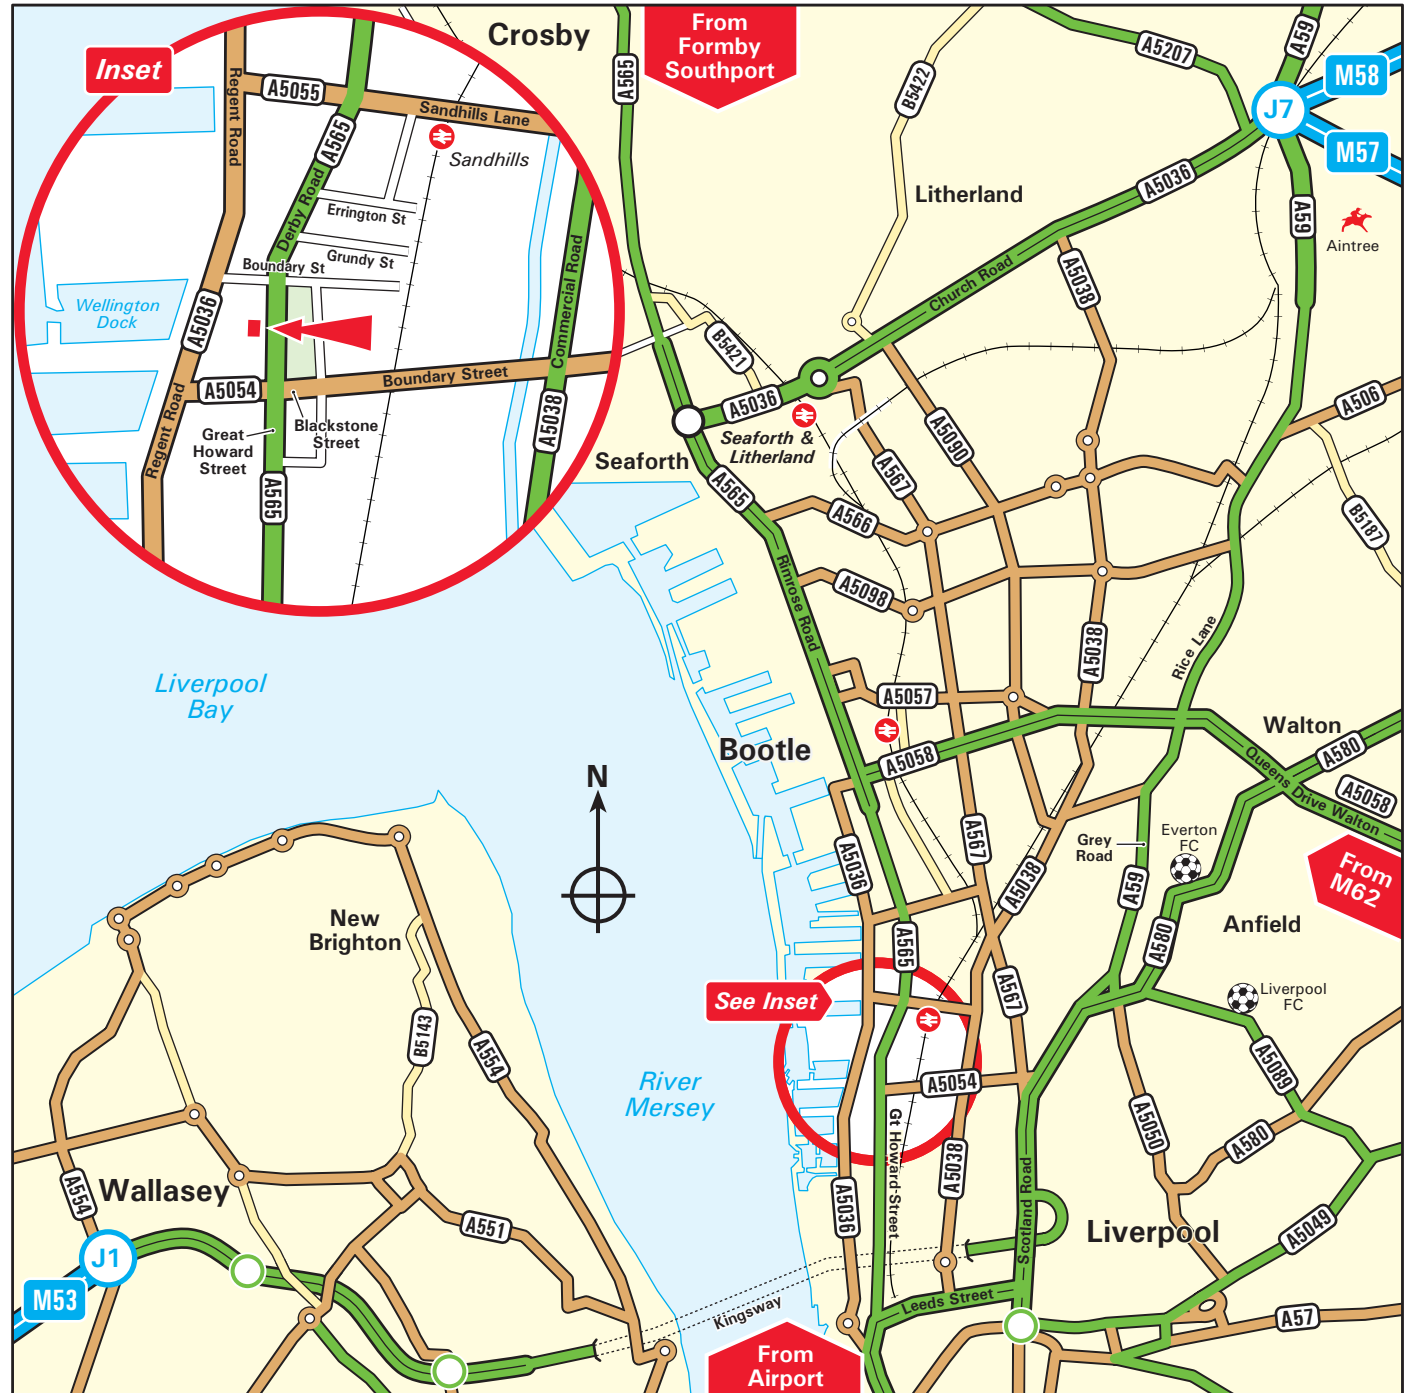 Inset
Crosby
A565
From
Formby
Southport
B5422
A5207
A59
M58
J7
M57
A5055
Sandhills Lane
Regent Road
A565
Sandhills
Derby Road
Errington St
Grundy St
Boundary St
Commercial Road
Wellington
Dock
A5036
A5054
Boundary Street
Regent Road
Great
Howard
Street
Blackstone
Street
A5038
A565
Litherland
A5036
A59
Aintree
A5038
Church Road
B5421
A5036
Seaforth &
Litherland
Seaforth
A565
A5090
A567
A566
A506
B5187
A5098
Rimrose Road
A5038
Rice Lane
Liverpool
Bay
A5057
Bootle
A5058
Walton
A580
Queens Drive Walton
A5058
N
Grey
Road
Everton
FC
From
M62
A5036
A567
A5038
A59
New
Brighton
Anfield
A580
A565
See Inset
A567
Liverpool
FC
B5143
A554
A5089
River
Mersey
A5054
Gt Howard Street
A5050
A580
A5038
Scotland Road
Wallasey
A554
A551
A5036
Liverpool
A5049
J1
M53
Leeds Street
Kingsway
A57
From
Airport